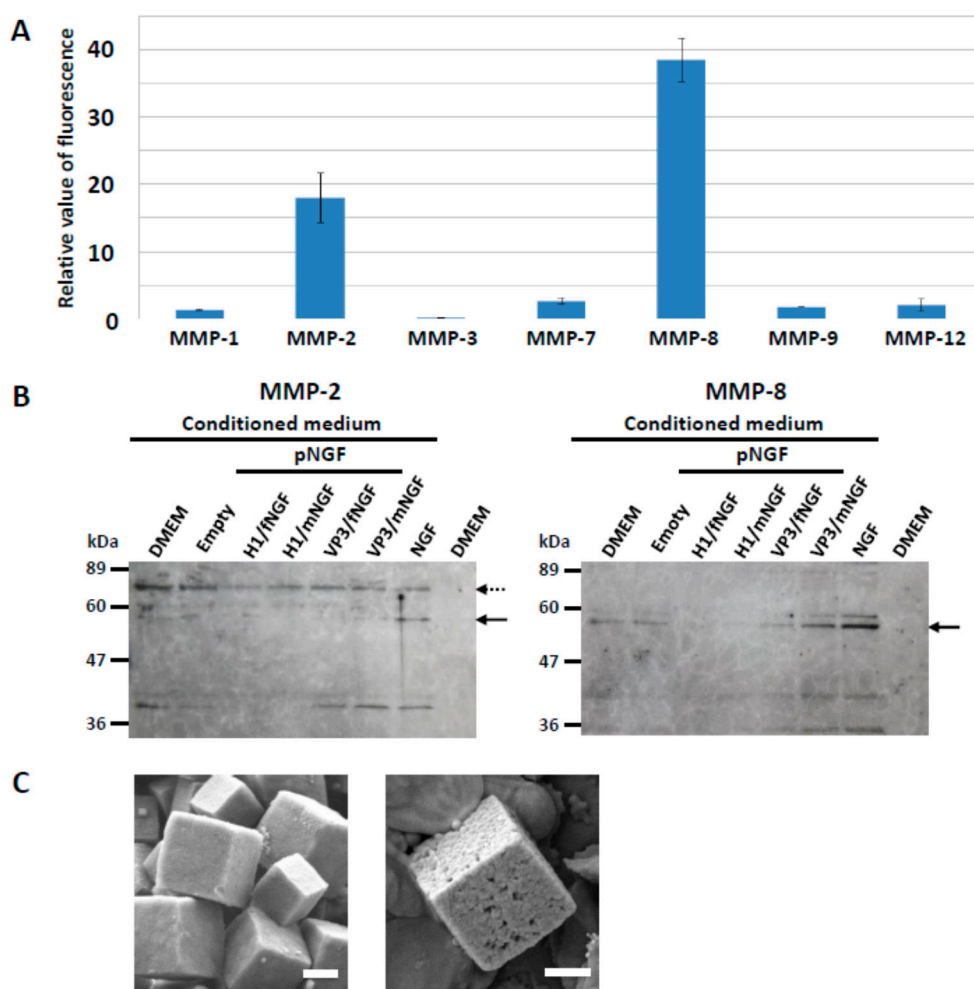 A
Relative value of fluorescence
40
30
20
10
0
MMP-1 MMP-2 MMP-3 MMP-7 MMP-8 MMP-9 MMP-12
B
MMP-2
Conditioned medium
pNGF
DMEM Empty H1/fNGF H1/mNGF VP3/fNGF VP3/mNGF NGF DMEM
kDa
89
60
47
36
MMP-8
Conditioned medium
pNGF
DMEM Emoty H1/fNGF H1/mNGF VP3/fNGF VP3/mNGF NGF DMEM
kDa
89
60
47
36
C